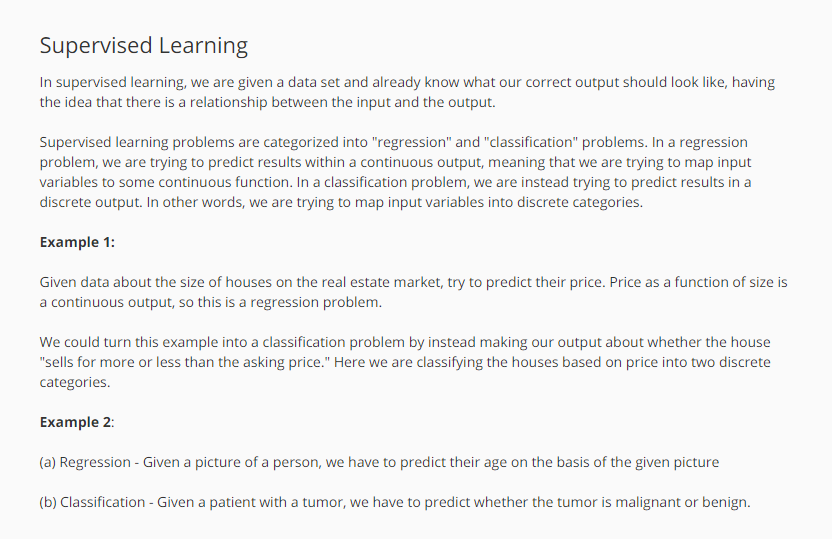 Supervised Learning
In supervised learning, we are given a data set and already know what our correct output should look like, having
the idea that there is a relationship between the input and the output.
Supervised learning problems are categorized into "regression" and "classification" problems. In a regression
problem, we are trying to predict results within a continuous output, meaning that we are trying to map input
variables to some continuous function. In a classification problem, we are instead trying to predict results in a
discrete output. In other words, we are trying to map input variables into discrete categories.
Example 1:
Given data about the size of houses on the real estate market, try to predict their price. Price as a function of size is
a continuous output, so this is a regression problem.
We could turn this example into a classification problem by instead making our output about whether the house
"sells for more or less than the asking price." Here we are classifying the houses based on price into two discrete
categories.
Example 2:
(a) Regression - Given a picture of a person, we have to predict their age on the basis of the given picture
(b) Classification - Given a patient with a tumor, we have to predict whether the tumor is malignant or benign.